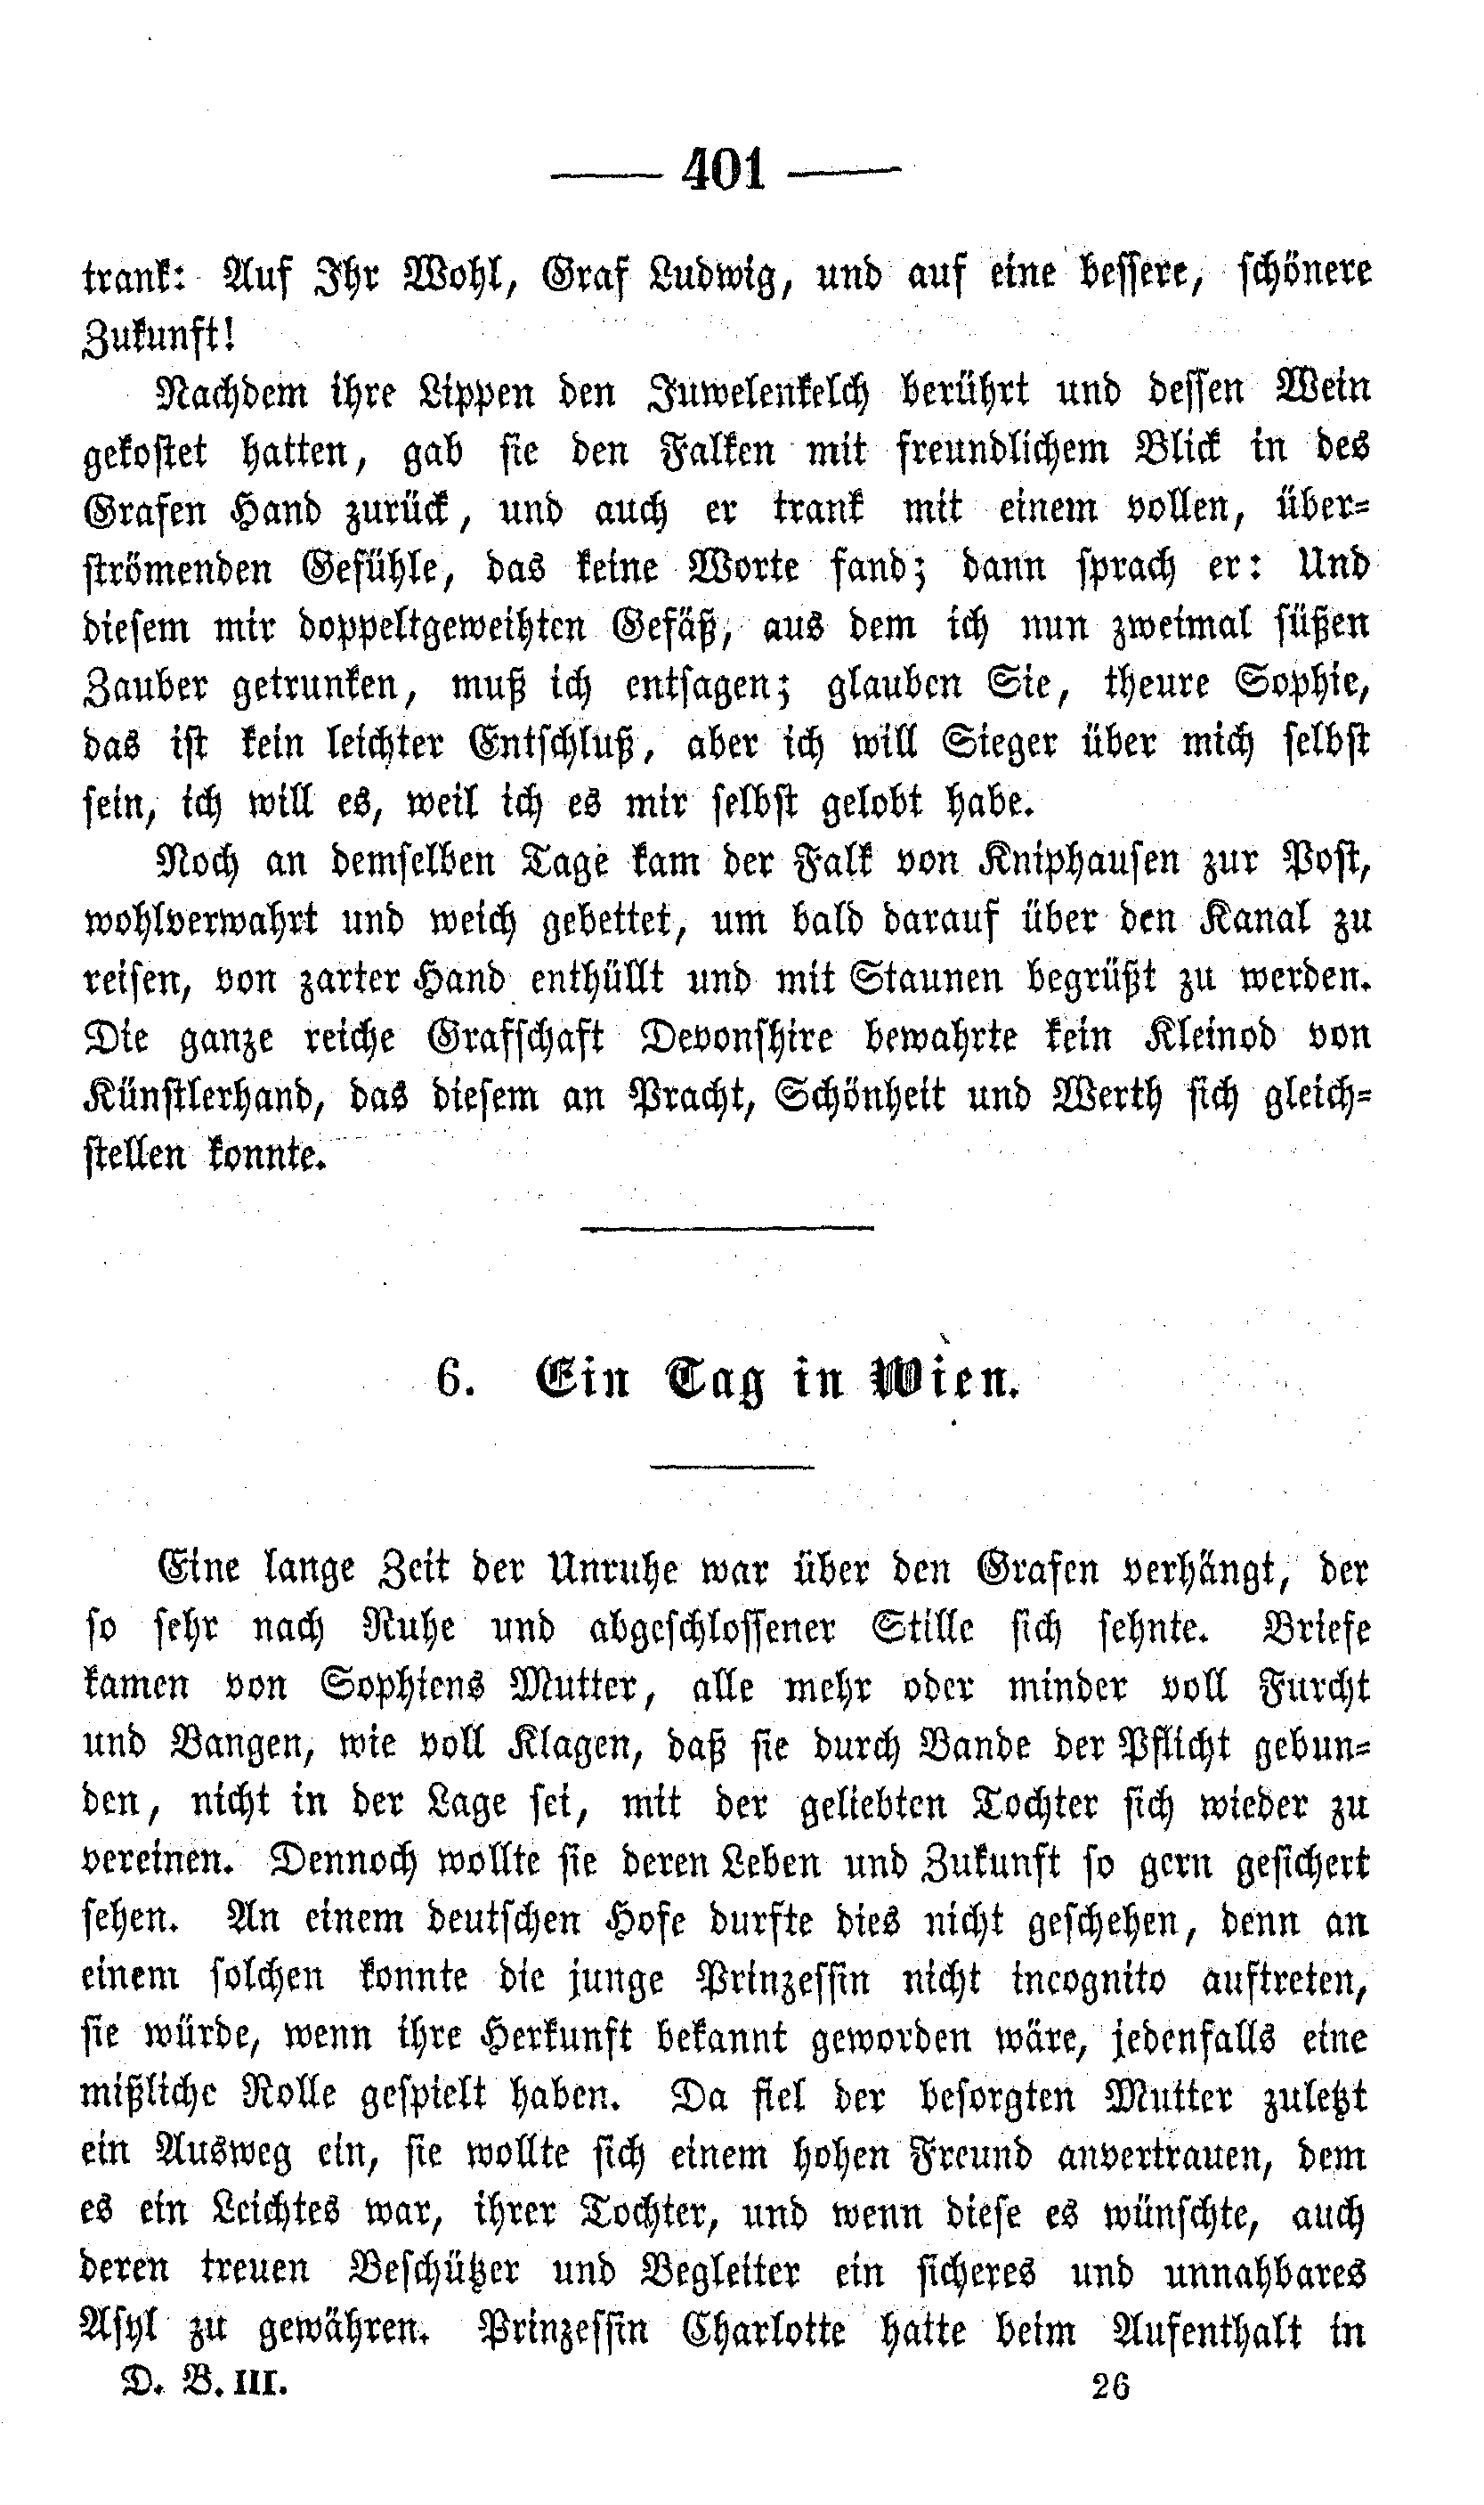 —— 401 ——
trank: Auf Ihr Wohl, Graf Ludwig, und auf eine bessere, schönere
Zukunft!
Nachdem ihre Lippen den Juwelenkelch berührt und dessen Wein
gekostet hatten, gab sie den Falken mit freundlichem Blick in des
Grafen Hand zurück, und auch er trank mit einem vollen, über-
strömenden Gefühle, das keine Worte fand; dann sprach er: Und
diesem mir doppeltgeweihten Gefäß, aus dem ich nun zweimal süßen
Zauber getrunken, muß ich entsagen; glauben Sie, theure Sophie,
das ist kein leichter Entschluß, aber ich will Sieger über mich selbst
sein, ich will es, weil ich es mir selbst gelobt habe.
Noch an demselben Tage kam der Falk von Kniphausen zur Post,
wohlverwahrt und weich gebettet, um bald darauf über den Kanal zu
reisen, von zarter Hand enthüllt und mit Staunen begrüßt zu werden.
Die ganze reiche Grafschaft Devonshire bewahrte kein Kleinod von
Künstlerhand, das diesem an Pracht, Schönheit und Werth sich gleich-
stellen konnte.
6. Ein Tag in Wien.
Eine lange Zeit der Unruhe war über den Grafen verhängt, der
so sehr nach Ruhe und abgeschlossener Stille sich sehnte. Briefe
kamen von Sophiens Mutter, alle mehr oder minder voll Furcht
und Bangen, wie voll Klagen, daß sie durch Bande der Pflicht gebun-
den, nicht in der Lage sei, mit der geliebten Tochter sich wieder zu
vereinen. Dennoch wollte sie deren Leben und Zukunft so gern gesichert
sehen. An einem deutschen Hofe durfte dies nicht geschehen, denn an
einem solchen konnte die junge Prinzessin nicht incognito auftreten,
sie würde, wenn ihre Herkunft bekannt geworden wäre, jedenfalls eine
mißliche Rolle gespielt haben. Da fiel der besorgten Mutter zuletzt
ein Ausweg ein, sie wollte sich einem hohen Freund anvertrauen, dem
es ein Leichtes war, ihrer Tochter, und wenn diese es wünschte, auch
deren treuen Beschützer und Begleiter ein sicheres und unnahbares
Asyl zu gewähren. Prinzessin Charlotte hatte beim Aufenthalt in
D. B. III. 26